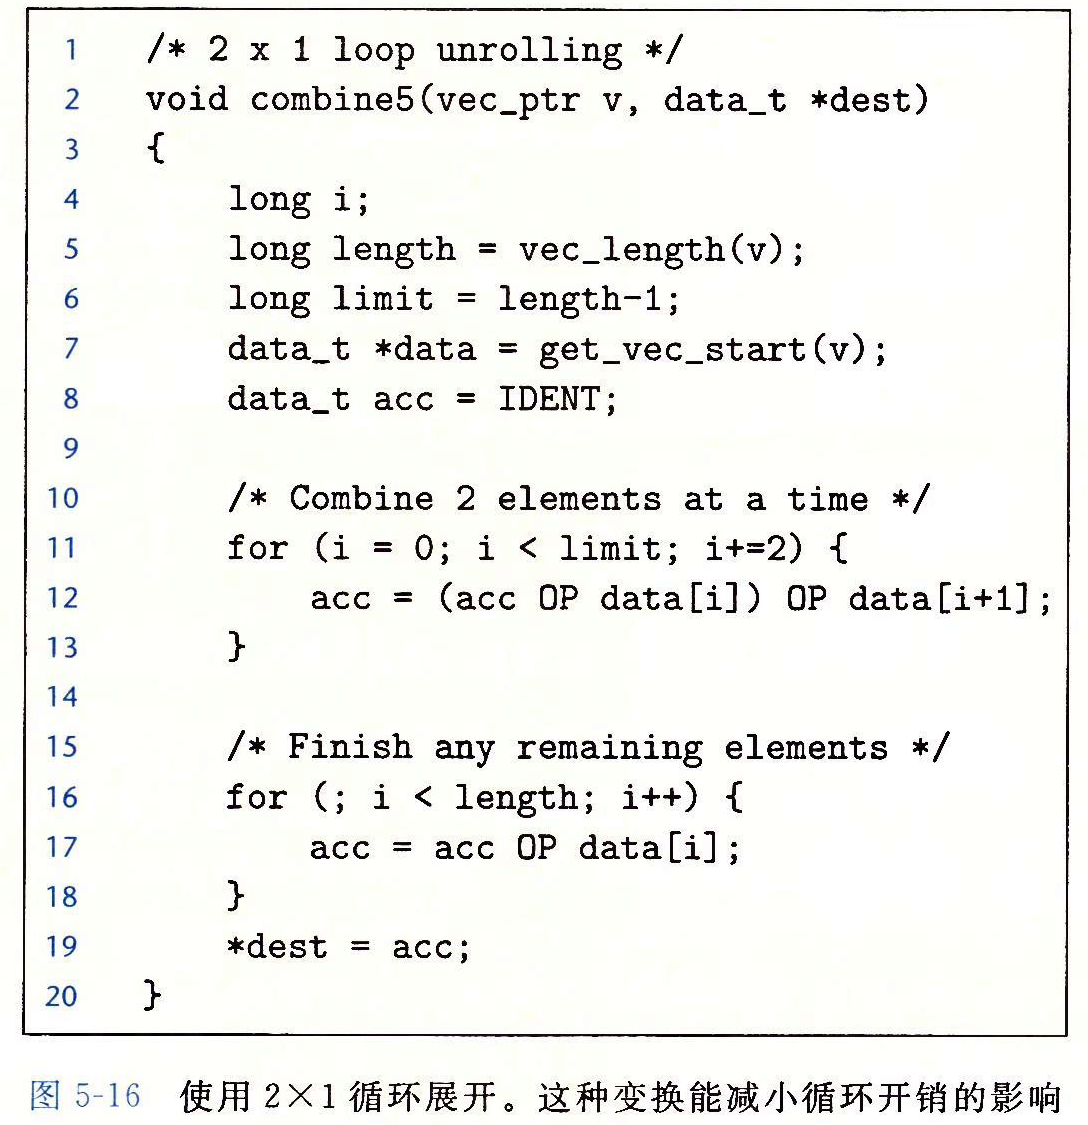 1 /* 2 x 1 loop unrolling */
2 void combine5(vec_ptr v, data_t *dest)
3 {
4     long i;
5     long length = vec_length(v);
6     long limit = length-1;
7     data_t *data = get_vec_start(v);
8     data_t acc = IDENT;
9
10     /* Combine 2 elements at a time */
11     for (i = 0; i < limit; i+=2) {
12         acc = (acc OP data[i]) OP data[i+1];
13     }
14
15     /* Finish any remaining elements */
16     for (; i < length; i++) {
17         acc = acc OP data[i];
18     }
19     *dest = acc;
20 }
图 5-16 使用 2×1 循环展开。这种变换能减小循环开销的影响